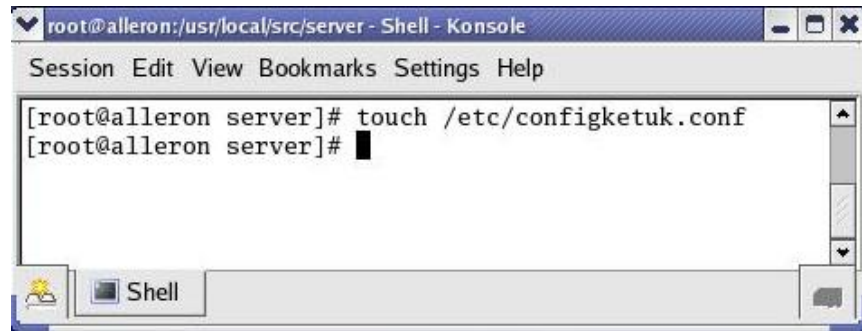 root@alleron:/usr/local/src/server - Shell - Konsole
Session Edit View Bookmarks Settings Help
[root@alleron server]# touch /etc/configketuk.conf
[root@alleron server]#
Shell